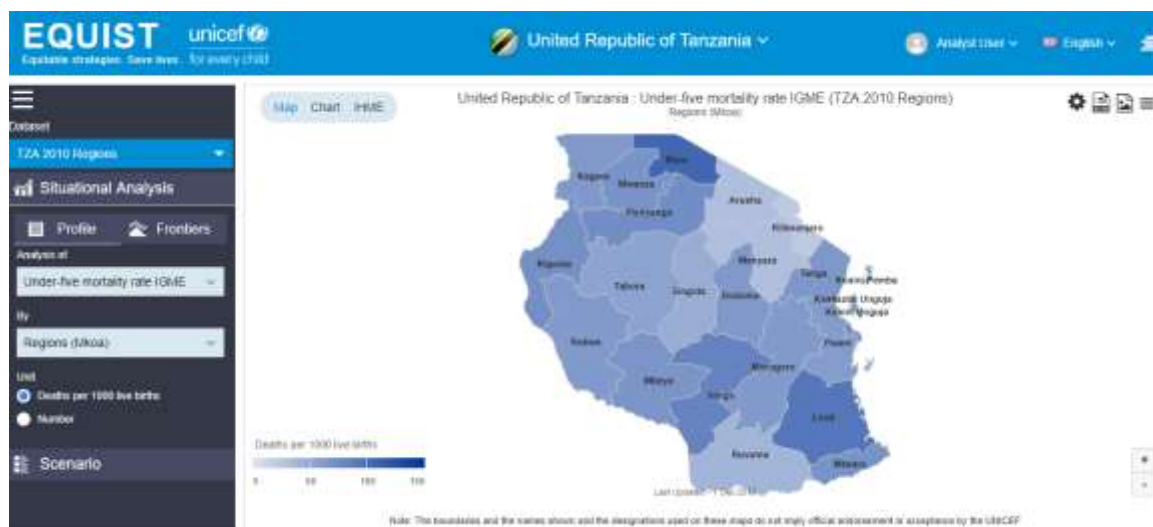 EQUIST
unicef
Equitable strategies. Save lives.
for every child
United Republic of Tanzania
Analyst User
English
Dataset
TZA 2010 Regions
Situational Analysis
Profile
Frontiers
Analysis of
Under-five mortality rate IGME
By
Regions (Mkoa)
Unit
Deaths per 1000 live births
Number
Scenario
Map Chart IHME
United Republic of Tanzania : Under-five mortality rate IGME (TZA 2010 Regions)
Regions (Mkoa)
Mara
Kagera
Mwanza
Shinyanga
Arusha
Kilimanjaro
Kigoma
Manyara
Tanga
Tabora
Singida
Dodoma
Pwani
Rukwa
Morogoro
Mbeya
Iringa
Lindi
Ruvuma
Mtwara
Deaths per 1000 live births
0 50 100 150
Last Updated:
Note: The boundaries and the names shown and the designations used on these maps do not imply official endorsement or acceptance by the UNICEF